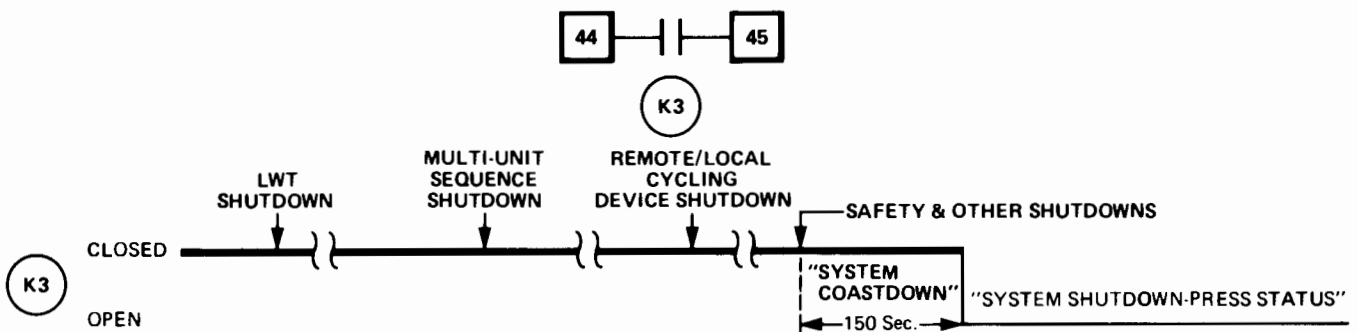 44
45
K3
LWT
SHUTDOWN
MULTI-UNIT
SEQUENCE
SHUTDOWN
REMOTE/LOCAL
CYCLING
DEVICE SHUTDOWN
SAFETY & OTHER SHUTDOWNS
K3
CLOSED
OPEN
"SYSTEM
COASTDOWN"
150 Sec.
"SYSTEM SHUTDOWN-PRESS STATUS"